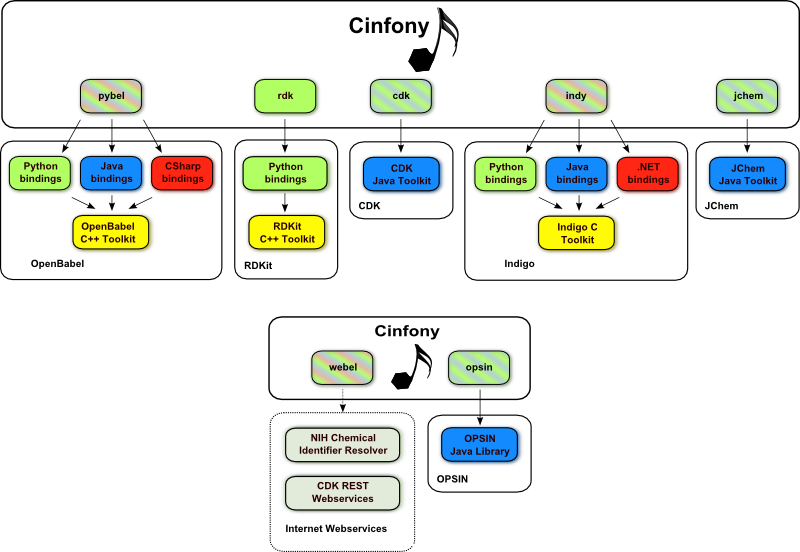 Cinfony
pybel
rdk
cdk
indy
jchem
Python
bindings
Java
bindings
CSharp
bindings
OpenBabel
C++ Toolkit
OpenBabel
Python
bindings
RDKit
C++ Toolkit
RDKit
CDK
Java Toolkit
CDK
Python
bindings
Java
bindings
.NET
bindings
Indigo C
Toolkit
Indigo
JChem
Java Toolkit
JChem
Cinfony
webel
opsin
NIH Chemical
Identifier Resolver
CDK REST
Webservices
Internet Webservices
OPSIN
Java Library
OPSIN